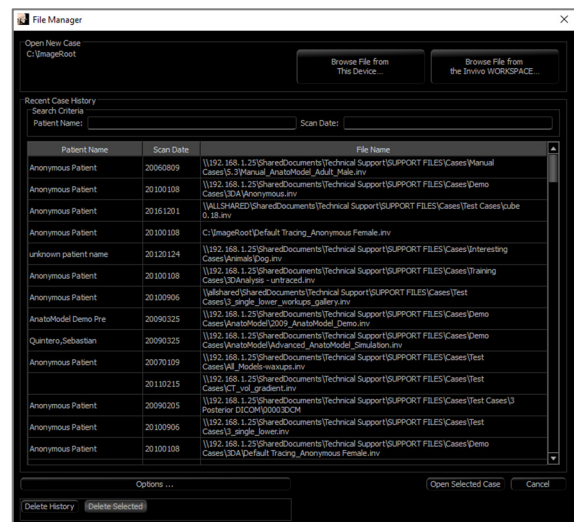 File Manager
Open New Case
C:\ImageRoot
Browse File from
This Device...
Browse File from
the Invivo WORKSPACE...
Recent Case History
Search Criteria
Patient Name:
Scan Date:
Patient Name Scan Date File Name
Anonymous Patient 20060809 \\192.168.1.25\SharedDocuments\Technical Support\SUPPORT FILES\Cases\Manual
Cases\5.3\Manual_AnatoModel_Adult_Male.inv
Anonymous Patient 20100108 \\192.168.1.25\SharedDocuments\Technical Support\SUPPORT FILES\Cases\Demo
Cases\3DA\Anonymous.inv
Anonymous Patient 20161201 \\ALLSHARED\SharedDocuments\Technical Support\SUPPORT FILES\Cases\Test Cases\cube
0.18.inv
Anonymous Patient 20100108 C:\ImageRoot\Default Tracing_Anonymous Female.inv
unknown patient name 20120124 \\192.168.1.25\SharedDocuments\Technical Support\SUPPORT FILES\Cases\Interesting
Cases\Animals\Dog.inv
Anonymous Patient 20100108 \\192.168.1.25\SharedDocuments\Technical Support\SUPPORT FILES\Cases\Training
Cases\3DAnalysis - untraced.inv
Anonymous Patient 20100906 \\allshared\SharedDocuments\Technical Support\SUPPORT FILES\Cases\Test
Cases\3_single_lower_workups_gallery.inv
AnatoModel Demo Pre 20090325 \\192.168.1.25\SharedDocuments\Technical Support\SUPPORT FILES\Cases\Demo
Cases\AnatoModel\2009_AnatoModel_Demo.inv
Quintero,Sebastian 20090325 \\192.168.1.25\SharedDocuments\Technical Support\SUPPORT FILES\Cases\Demo
Cases\AnatoModel\Advanced_AnatoModel_Simulation.inv
Anonymous Patient 20070109 \\192.168.1.25\SharedDocuments\Technical Support\SUPPORT FILES\Cases\Test
Cases\All_Models-waxups.inv
20110215 \\192.168.1.25\SharedDocuments\Technical Support\SUPPORT FILES\Cases\Test
Cases\CT_vol_gradient.inv
Anonymous Patient 20090205 \\192.168.1.25\SharedDocuments\Technical Support\SUPPORT FILES\Cases\Test Cases\3
Posterior DICOM\00003DCM
Anonymous Patient 20100906 \\192.168.1.25\SharedDocuments\Technical Support\SUPPORT FILES\Cases\Test
Cases\3_single_lower.inv
Anonymous Patient 20100108 \\192.168.1.25\SharedDocuments\Technical Support\SUPPORT FILES\Cases\Demo
Cases\3DA\Default Tracing_Anonymous Female.inv
Options ...
Open Selected Case
Cancel
Delete History
Delete Selected